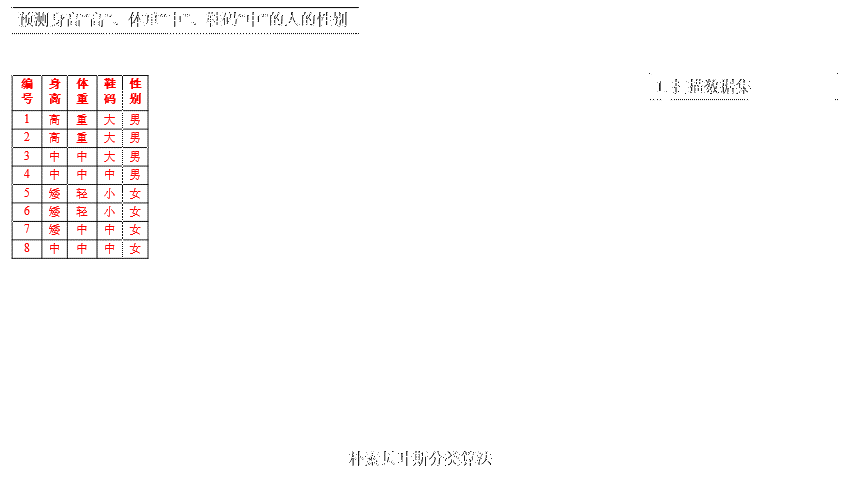 预测身高“高”、体重“中”、鞋码“中”的人的性别
1. 扫描数据集
编号 身高 体重 鞋码 性别
1 高 重 大 男
2 高 重 大 男
3 中 中 大 男
4 中 中 中 男
5 矮 轻 小 女
6 矮 轻 小 女
7 矮 中 中 女
8 中 中 中 女
朴素贝叶斯分类算法